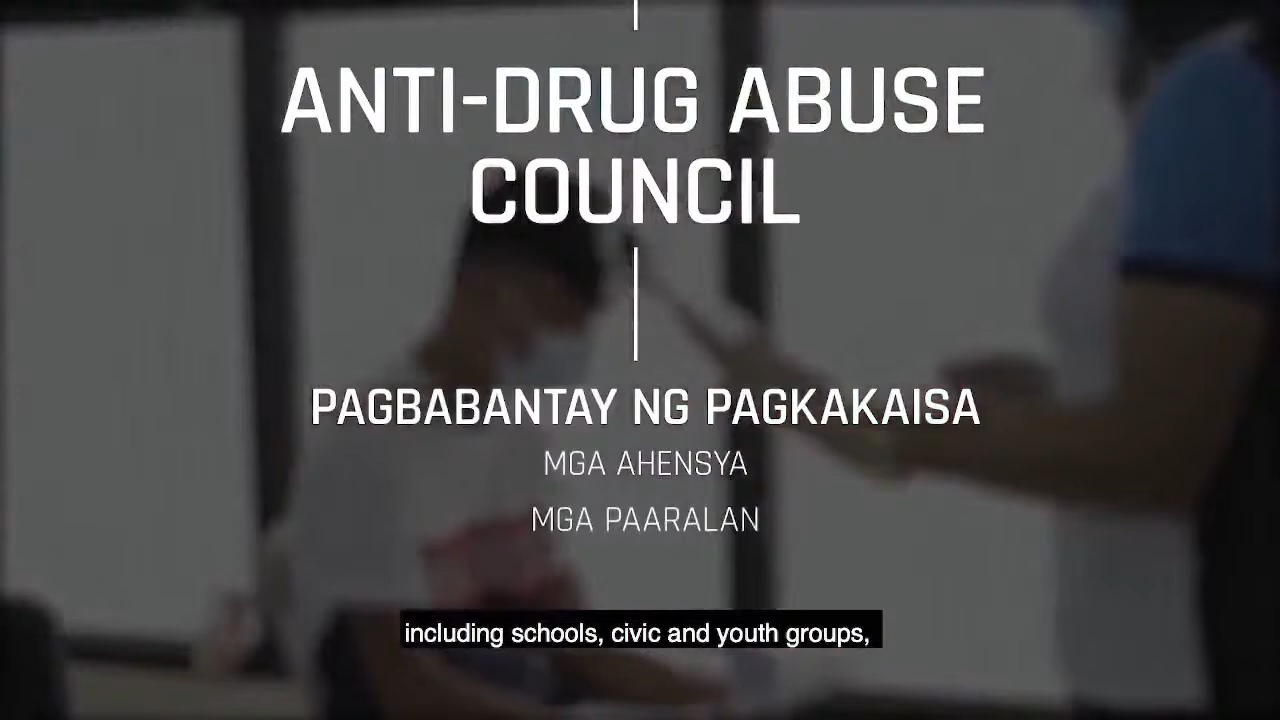 ANTI-DRUG ABUSE
COUNCIL
PAGBABANTAY NG PAGKAKAISA
MGA AHENSYA
MGA PAARALAN
including schools, civic and youth groups,